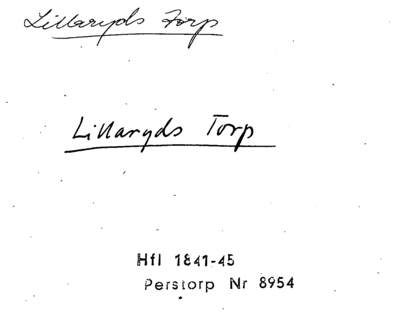 Lillaryds Torp
Lillaryds Torp
Hfl 1841-45
Perstorp Nr 8954